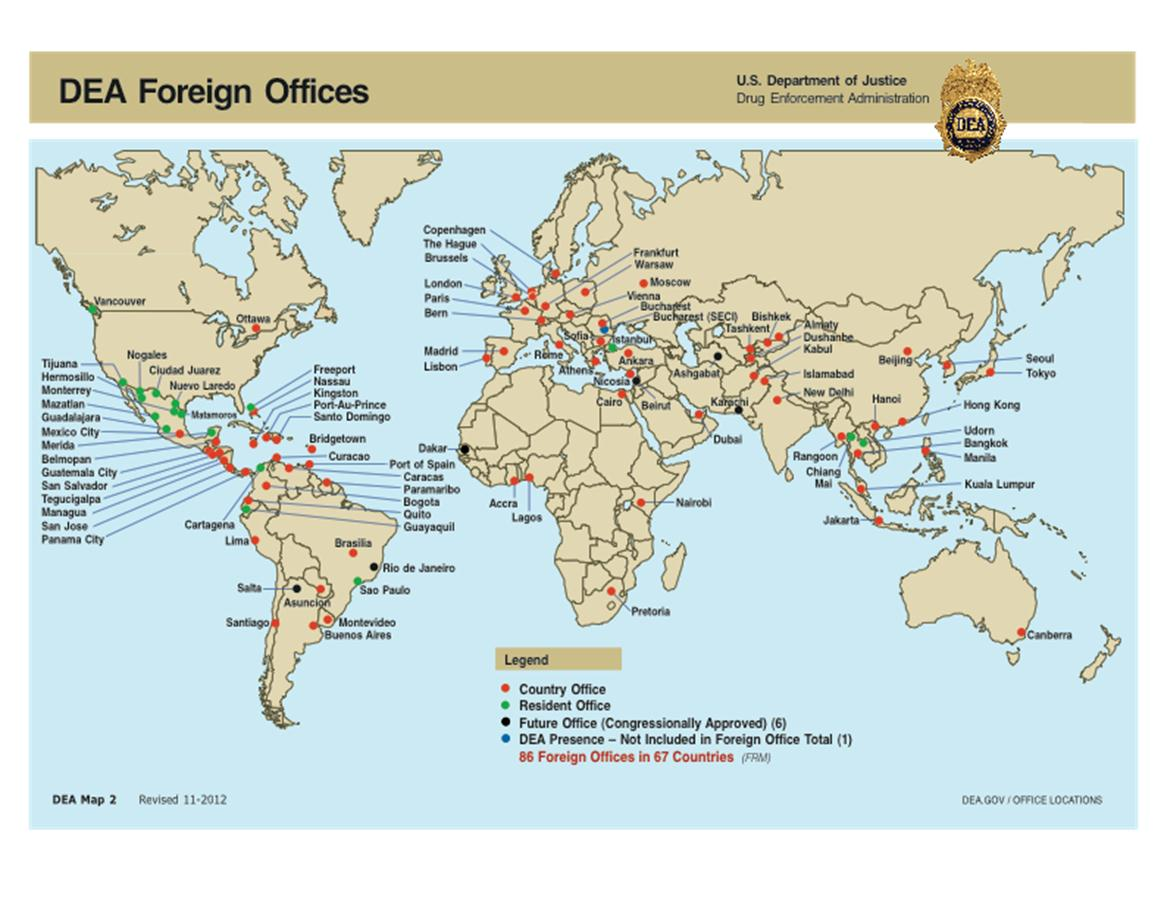 DEA Foreign Offices
U.S. Department of Justice
Drug Enforcement Administration
DEA
Copenhagen
The Hague
Brussels
London
Paris
Bern
Madrid
Lisbon
Frankfurt
Warsaw
Moscow
Vienna
Bucharest
Bucharest (SECI)
Sofia
Istanbul
Rome
Ankara
Athens
Nicosia
Cairo
Beirut
Tashkent
Bishkek
Almaty
Dushanbe
Kabul
Ashgabat
Islamabad
New Delhi
Karachi
Dubai
Beijing
Seoul
Tokyo
Hanoi
Hong Kong
Udorn
Bangkok
Manila
Rangoon
Chiang
Mai
Kuala Lumpur
Jakarta
Canberra
Vancouver
Ottawa
Nogales
Ciudad Juarez
Nuevo Laredo
Matamoros
Tijuana
Hermosillo
Monterrey
Mazatlan
Guadalajara
Mexico City
Merida
Belmopan
Guatemala City
San Salvador
Tegucigalpa
Managua
San Jose
Panama City
Freeport
Nassau
Kingston
Port-Au-Prince
Santo Domingo
Bridgetown
Curacao
Port of Spain
Caracas
Paramaribo
Bogota
Quito
Guayaquil
Cartagena
Lima
Brasilia
Rio de Janeiro
Sao Paulo
Salta
Asuncion
Santiago
Montevideo
Buenos Aires
Dakar
Accra
Lagos
Nairobi
Pretoria
Legend
Country Office
Resident Office
Future Office (Congressionally Approved) (6)
DEA Presence – Not Included in Foreign Office Total (1)
86 Foreign Offices in 67 Countries (FRM)
DEA Map 2 Revised 11-2012
DEA.GOV / OFFICE LOCATIONS